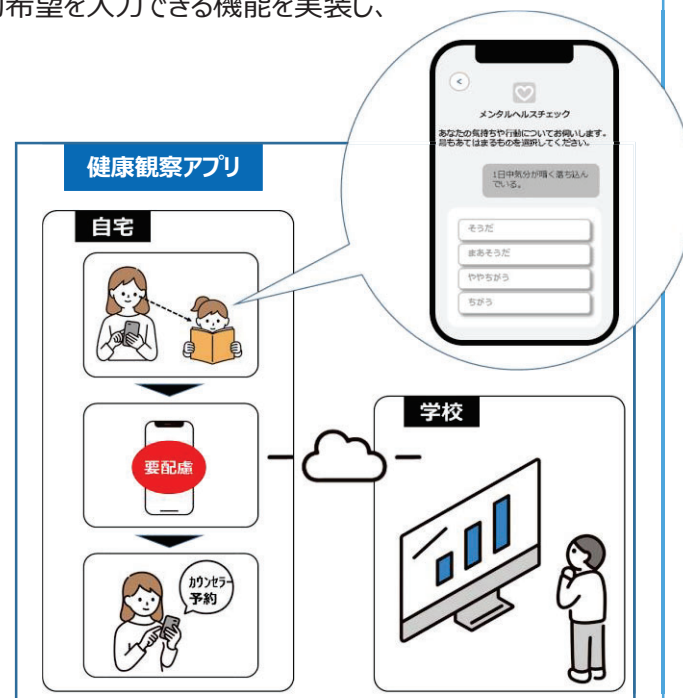 希望を入力できる機能を実装し、
メンタルヘルスチェック
あなたの気持ちや行動についてお伺いします。
最もあてはまるものを選択してください。
1日中気分が暗く落ち込ん
でいる。
そうだ
まあそうだ
ややちがう
ちがう
健康観察アプリ
自宅
要配慮
カウンセラー
予約
学校